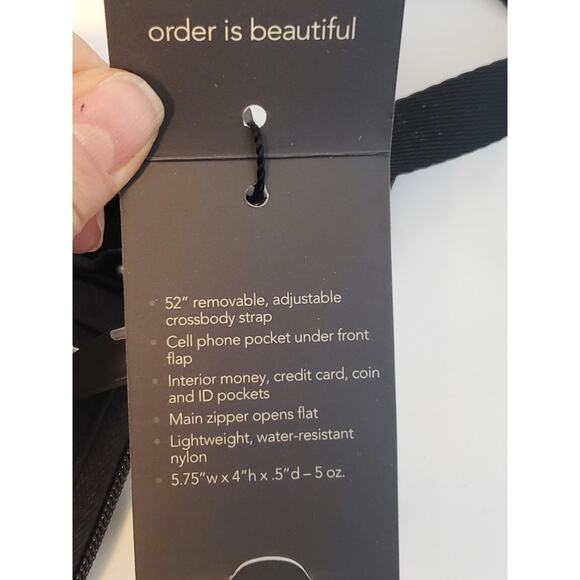 order is beautiful
• 52" removable, adjustable
crossbody strap
• Cell phone pocket under front
flap
• Interior money, credit card, coin
and ID pockets
• Main zipper opens flat
• Lightweight, water-resistant
nylon
• 5.75"w x 4"h x .5"d – 5 oz.